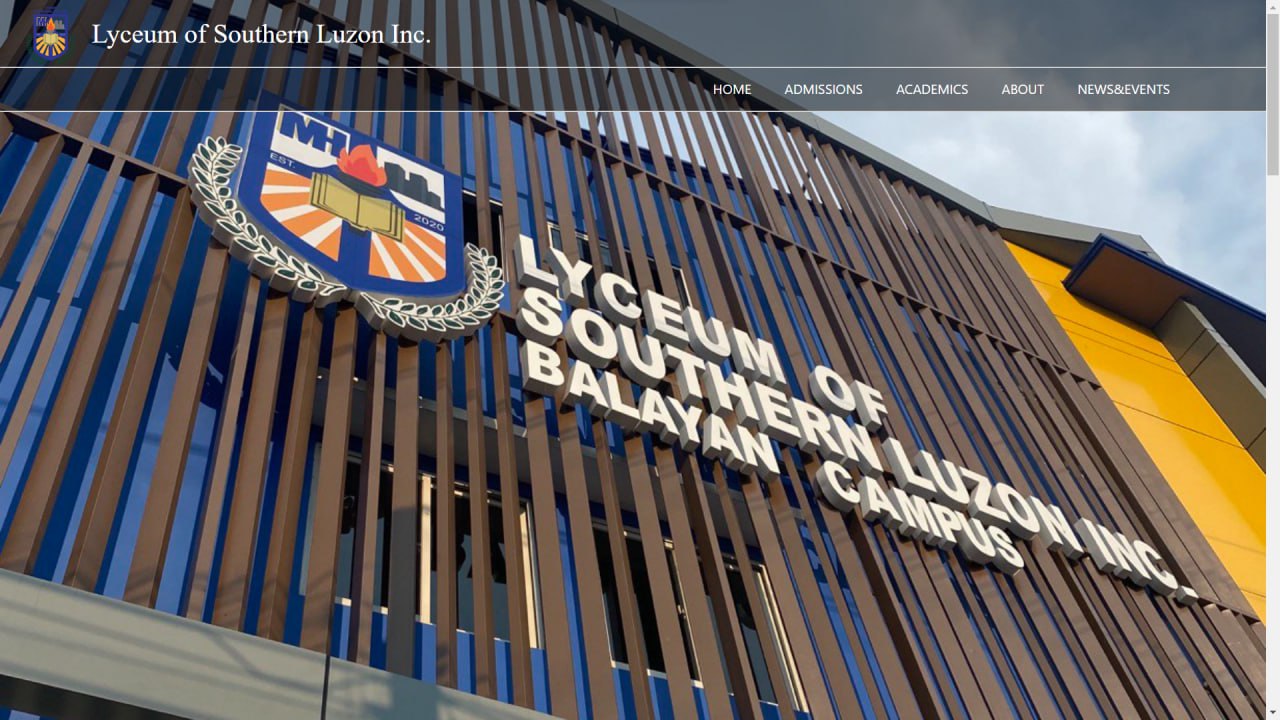 Lyceum of Southern Luzon Inc.
HOME ADMISSIONS ACADEMICS ABOUT NEWS&EVENTS
EST.
2020
LYCEUM OF
SOUTHERN LUZON INC.
BALAYAN CAMPUS